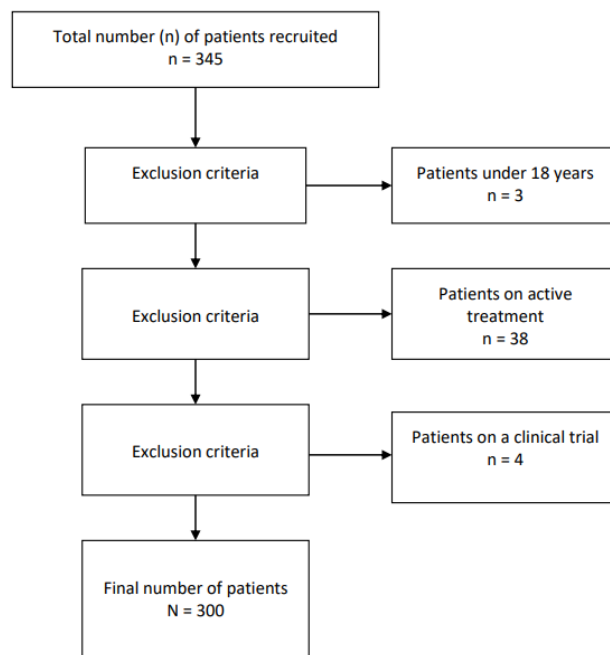 Total number (n) of patients recruited
n = 345
Exclusion criteria
Patients under 18 years
n = 3
Exclusion criteria
Patients on active
treatment
n = 38
Exclusion criteria
Patients on a clinical trial
n = 4
Final number of patients
N = 300